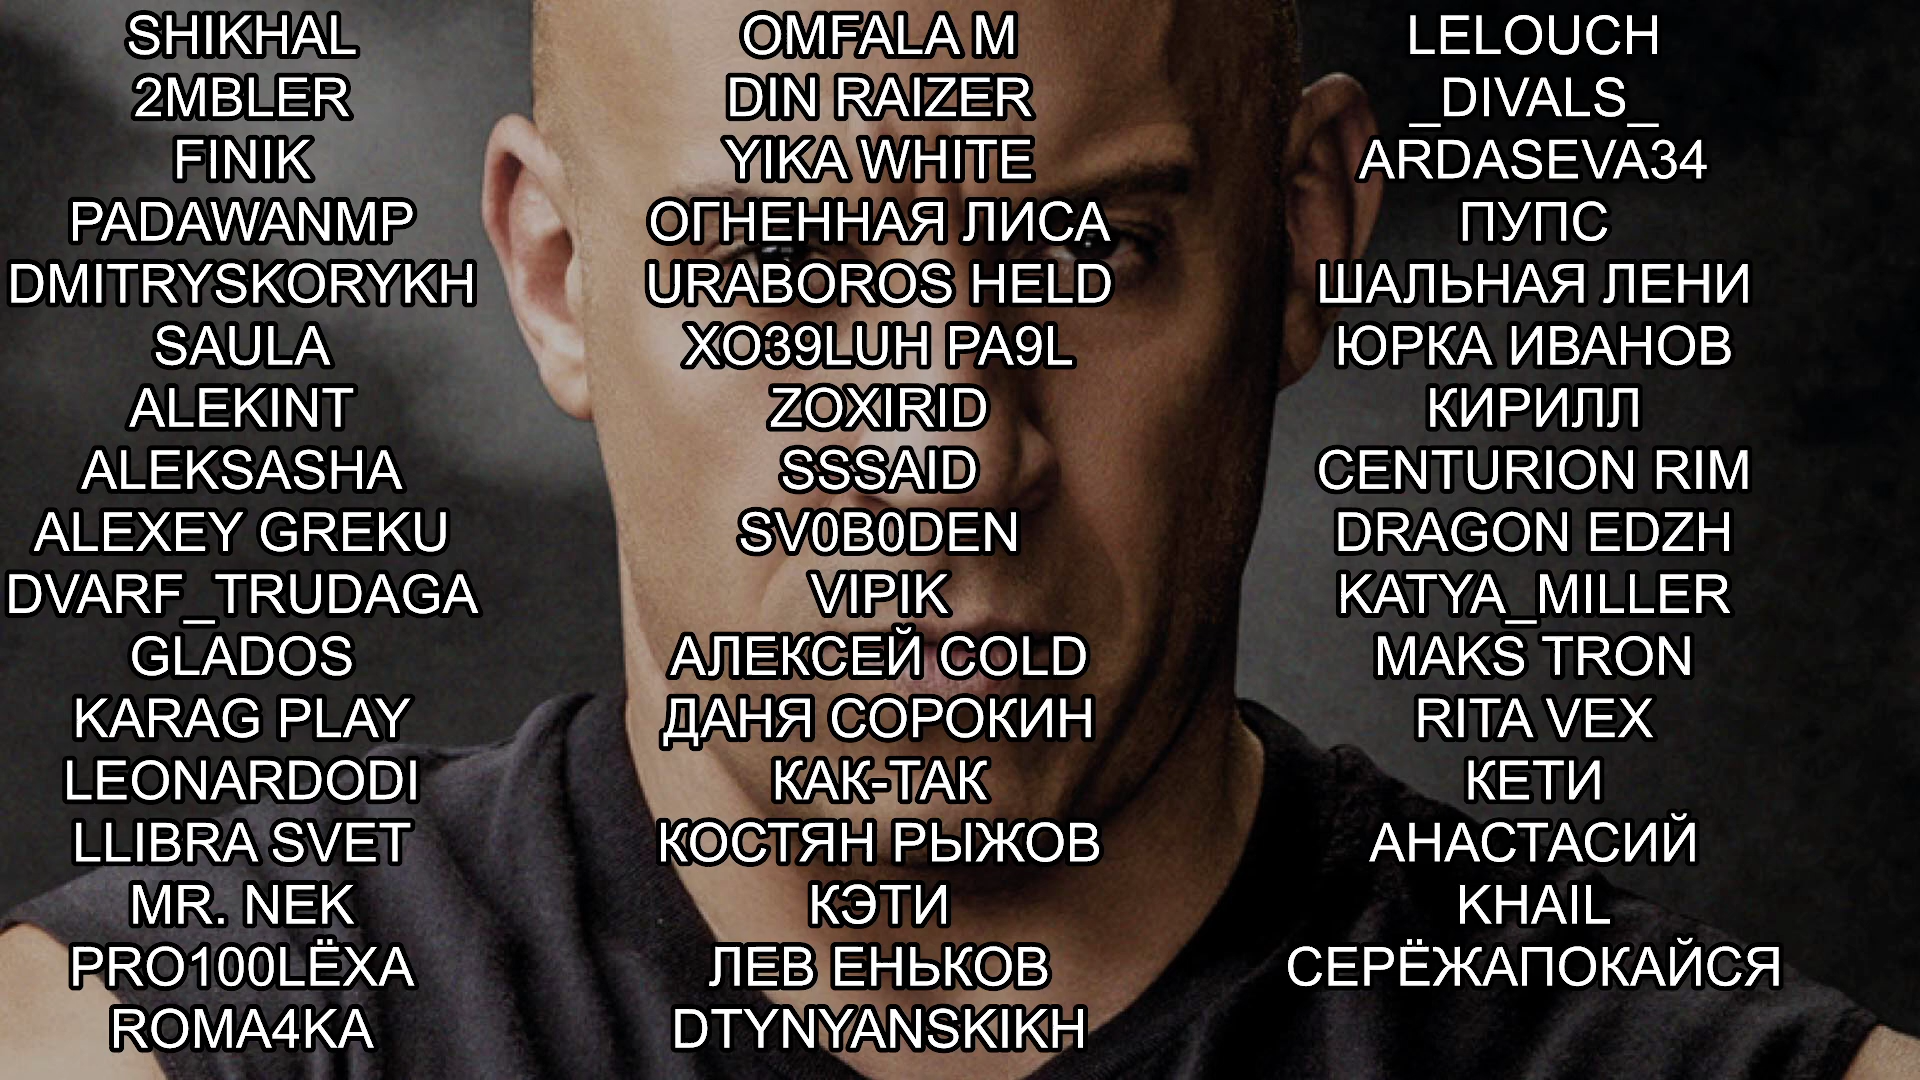 SHIKHAL
2MBLER
FINIK
PADAWANMP
DMITRYSKORYKH
SAULA
ALEKINT
ALEKSASHA
ALEXEY GREKU
DVARF_TRUDAGA
GLADOS
KARAG PLAY
LEONARDODI
LLIBRA SVET
MR. NEK
PRO100LЁXA
ROMA4KA
OMFALA M
DIN RAIZER
YIKA WHITE
ОГНЕННАЯ ЛИСА
URABOROS HELD
XO39LUH PA9L
ZOXIRID
SSSAID
SV0B0DEN
VIPIK
АЛЕКСЕЙ COLD
ДАНЯ СОРОКИН
КАК-ТАК
КОСТЯН РЫЖОВ
КЭТИ
ЛЕВ ЕНЬКОВ
DTYNYANSKIKH
LELOUCH
_DIVALS_
ARDASEVA34
ПУПС
ШАЛЬНАЯ ЛЕНИ
ЮРКА ИВАНОВ
КИРИЛЛ
CENTURION RIM
DRAGON EDZH
KATYA_MILLER
MAKS TRON
RITA VEX
КЕТИ
АНАСТАСИЙ
KHAIL
СЕРЁЖАПОКАЙСЯ